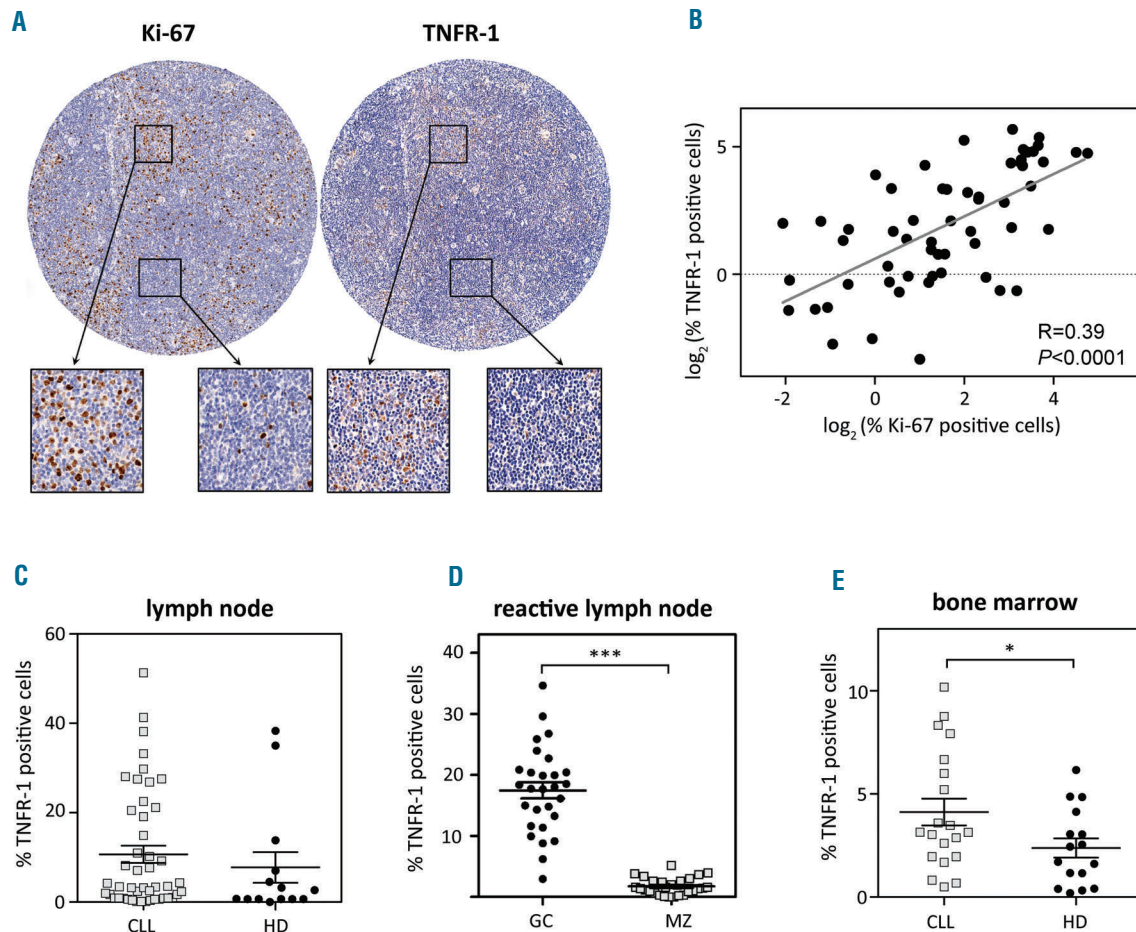 A
Ki-67
TNFR-1
B
log2 (% TNFR-1 positive cells)
5
0
-2
0
2
4
R=0.39
P<0.0001
log2 (% Ki-67 positive cells)
C
lymph node
% TNFR-1 positive cells
60
40
20
0
CLL
HD
D
reactive lymph node
% TNFR-1 positive cells
40
30
20
10
***
GC
MZ
E
bone marrow
% TNFR-1 positive cells
10
5
0
*
CLL
HD